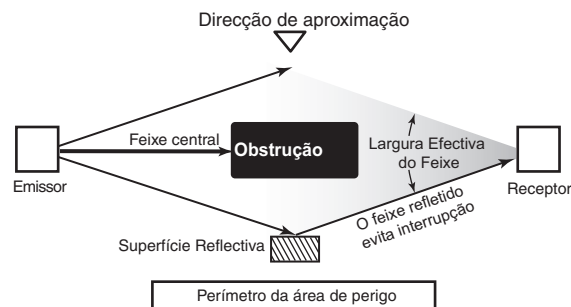 Direcção de aproximação
Feixe central
Obstrução
Largura Efectiva
do Feixe
Emissor
Receptor
O feixe refletido
evita interrupção
Superfície Reflectiva
Perímetro da área de perigo